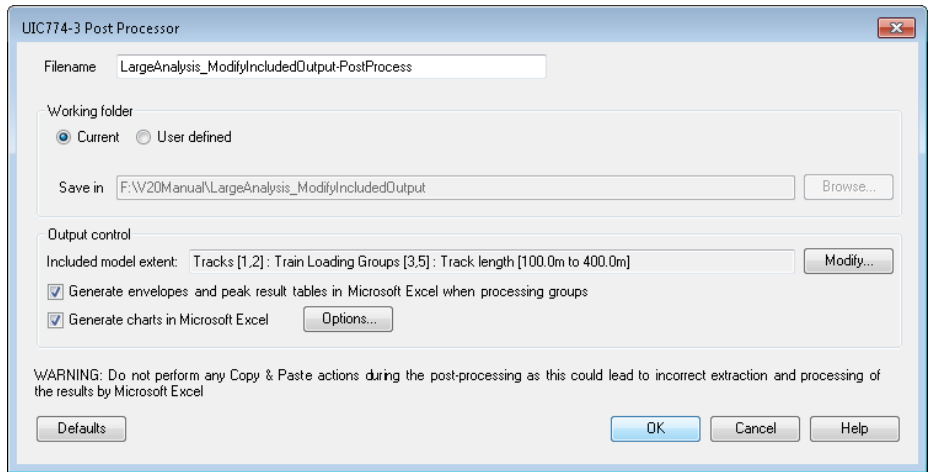 UIC774-3 Post Processor
Filename LargeAnalysis_ModifyIncludedOutput-PostProcess
Working folder
Current User defined
Save in F:\V20Manual\LargeAnalysis_ModifyIncludedOutput Browse...
Output control
Included model extent: Tracks [1,2] : Train Loading Groups [3,5] : Track length [100.0m to 400.0m] Modify...
Generate envelopes and peak result tables in Microsoft Excel when processing groups
Generate charts in Microsoft Excel Options...
WARNING: Do not perform any Copy & Paste actions during the post-processing as this could lead to incorrect extraction and processing of
the results by Microsoft Excel
Defaults OK Cancel Help